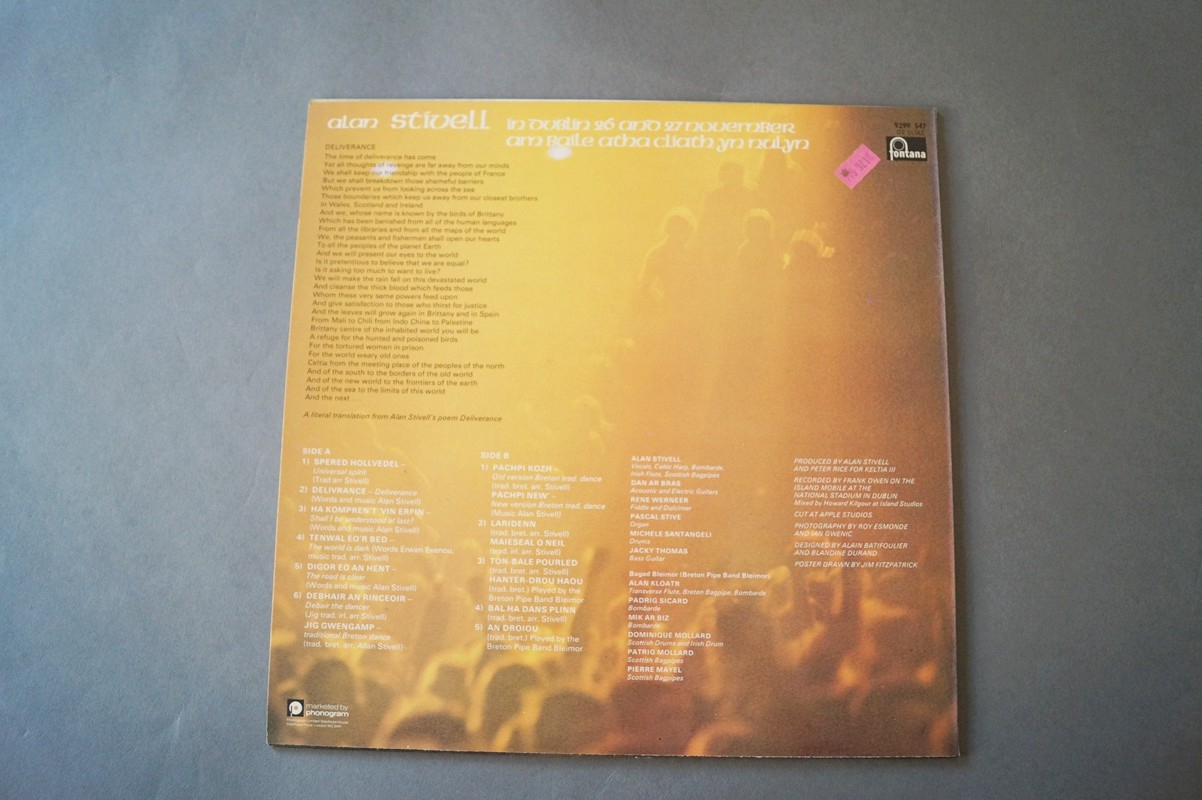 alan stivell in dublin 26 and 27 november
am baile atha cliath yn nulyn
9299 547
fontana
DELIVERANCE
The time of deliverance has come
Yet all thoughts of revenge are far away from our minds
We shall keep our friendship with the people of France
But we shall breakdown those shameful barriers
Which prevent us from looking across the sea
Those boundaries which keep us away from our closest brothers
In Wales, Scotland and Ireland
And we, whose name is known by the birds of Brittany
Which has been banished from all of the human languages
From all the libraries and from all the maps of the world
We, the peasants and fishermen shall open our hearts
To all the peoples of the planet Earth
And we will present our eyes to the world
Is it pretentious to believe that we are equal?
Is it asking too much to want to live?
We will make the rain fall on this devastated world
And cleanse the thick blood which feeds those
Whom these very same powers feed upon
And give satisfaction to those who thirst for justice
And the leaves will grow again in Brittany and in Spain
From Mali to Chili from Indo China to Palestine
Brittany centre of the inhabited world you will be
A refuge for the hunted and poisoned birds
For the tortured women in prison
For the world weary old ones
Celtia from the meeting place of the peoples of the north
And of the south to the borders of the old world
And of the new world to the frontiers of the earth
And of the sea to the limits of this world
And the next . . .
A literal translation from Alan Stivell's poem Deliverance
SIDE A
1) SPERED HOLLVEDEL –
Universal spirit
(Trad arr Stivell)
2) DELIVRANCE – Deliverance
(Words and music Alan Stivell)
3) HA KOMPREN'T 'VIN ERFIN –
Shall I be understood at last?
(Words and music Alan Stivell)
4) TENWAL EO'R BED –
The world is dark (Words Erwan Evenou,
music trad. arr. Stivell)
5) DIGOR EO AN HENT –
The road is clear
(Words and music Alan Stivell)
6) DEBHAIR AN RINCEOIR –
Debair the dancer
(Jig trad. irl. arr Stivell)
JIG GWENGAMP –
traditional Breton dance
(trad. bret. arr. Alan Stivell)
SIDE B
1) PACHPI KOZH –
Old version Breton trad. dance
(trad. bret. arr. Stivell)
PACHPI NEW' –
New version Breton trad. dance
(Music Alan Stivell)
2) LARIDENN
(trad. bret. arr. Stivell)
MAIESEAL O NEIL
(trad. irl. arr. Stivell)
3) TON-BALE POURLED
(trad. bret. arr. Stivell)
HANTER-DROU HAOU
(trad. bret.) Played by the
Breton Pipe Band Bleimor
4) BAL HA DANS PLINN
(trad. bret. arr. Stivell)
5) AN DROIOU
(trad. bret.) Played by the
Breton Pipe Band Bleimor
ALAN STIVELL
Vocals, Celtic Harp, Bombarde,
Irish Flute, Scottish Bagpipes
DAN AR BRAS
Acoustic and Electric Guitars
RENE WERNEER
Fiddle and Dulcimer
PASCAL STIVE
Organ
MICHELE SANTANGELI
Drums
JACKY THOMAS
Bass Guitar
Bagad Bleimor (Breton Pipe Band Bleimor)
ALAN KLOATR
Transverse Flute, Breton Bagpipe, Bombarde
PADRIG SICARD
Bombarde
MIK AR BIZ
Bombarde
DOMINIQUE MOLLARD
Scottish Drums and Irish Drum
PATRIG MOLLARD
Scottish Bagpipes
PIERRE MAYEL
Scottish Bagpipes
PRODUCED BY ALAN STIVELL
AND PETER RICE FOR KELTIA III
RECORDED BY FRANK OWEN ON THE
ISLAND MOBILE AT THE
NATIONAL STADIUM IN DUBLIN
Mixed by Howard Kilgour at Island Studios
CUT AT APPLE STUDIOS
PHOTOGRAPHY BY ROY ESMONDE
AND IAN GWENIC
DESIGNED BY ALAIN BATIFOULIER
AND BLANDINE DURAND
POSTER DRAWN BY JIM FITZPATRICK
marketed by
phonogram